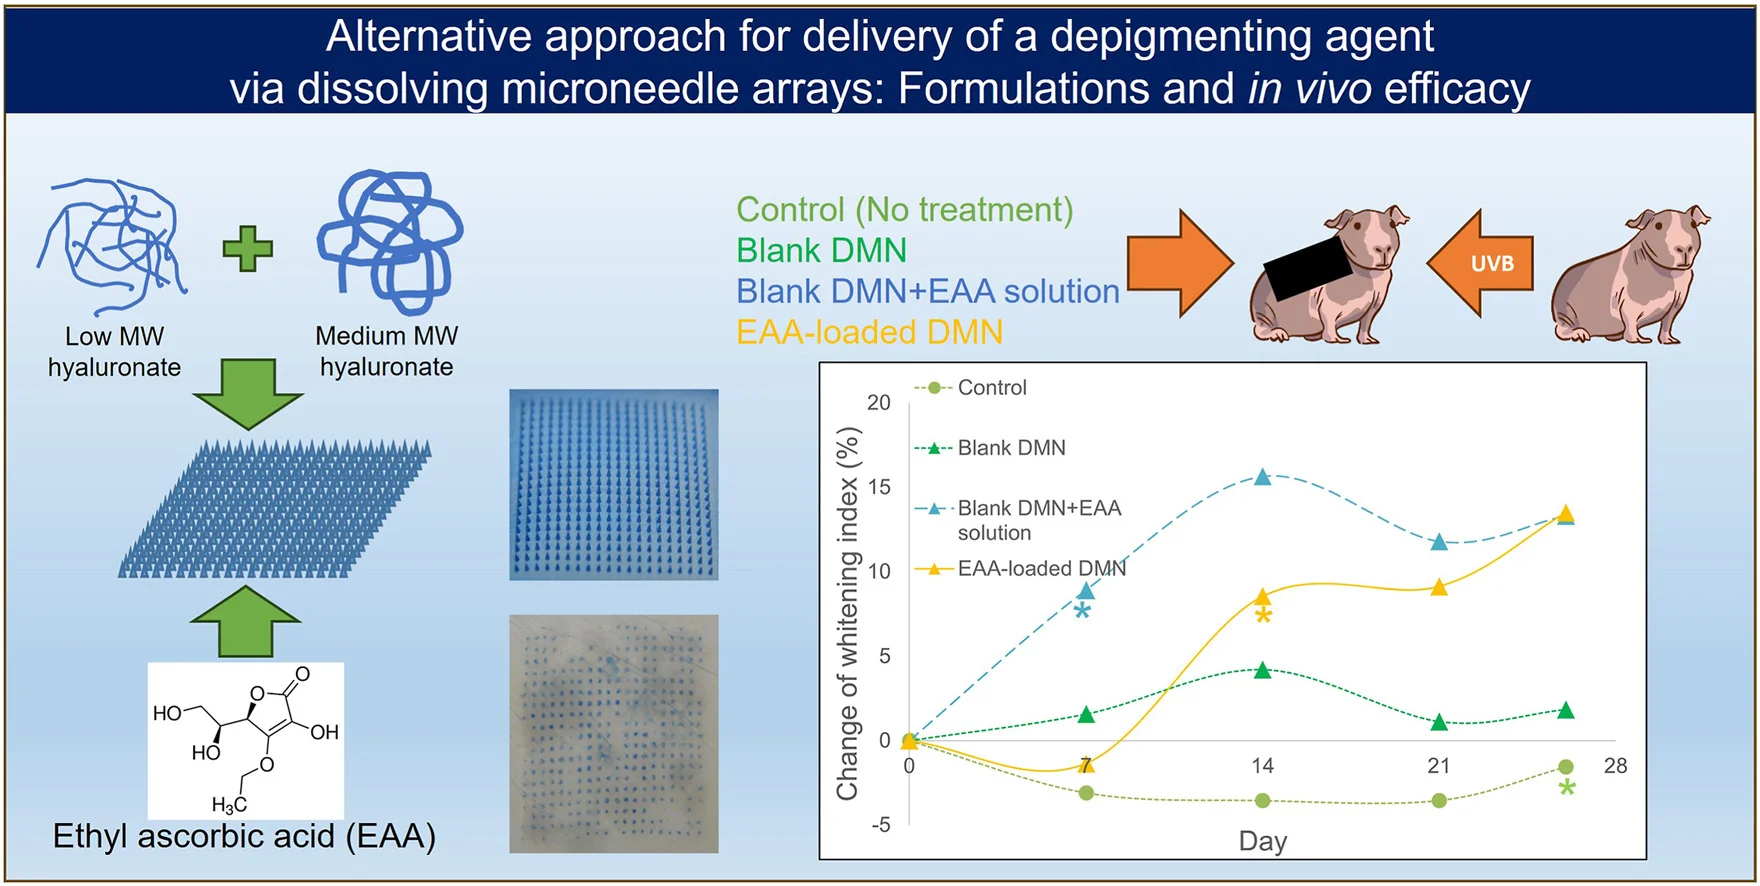 Alternative approach for delivery of a depigmenting agent
via dissolving microneedle arrays: Formulations and in vivo efficacy
Low MW
hyaluronate
Medium MW
hyaluronate
HO
HO
O
O
OH
O
H₃C
Ethyl ascorbic acid (EAA)
Control (No treatment)
Blank DMN
Blank DMN+EAA solution
EAA-loaded DMN
UVB
Control
Blank DMN
Blank DMN+EAA
solution
EAA-loaded DMN
Change of whitening index (%)
20
15
10
5
0
-5
0
7
14
21
28
*
*
*
Day